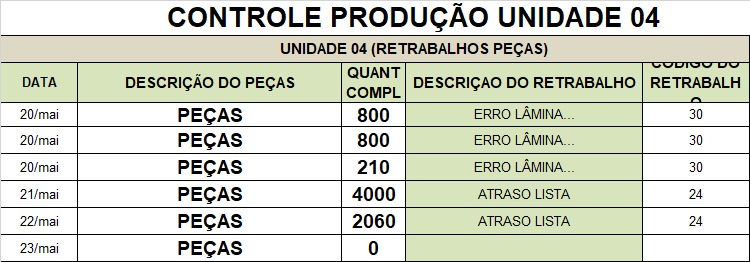 CONTROLE PRODUÇÃO UNIDADE 04
UNIDADE 04 (RETRABALHOS PEÇAS)
DATA DESCRIÇÃO DO PEÇAS QUANT COMPL DESCRIÇAO DO RETRABALHO CODIGO DO RETRABALHO
20/mai PEÇAS 800 ERRO LÂMINA... 30
20/mai PEÇAS 800 ERRO LÂMINA... 30
20/mai PEÇAS 210 ERRO LÂMINA... 30
21/mai PEÇAS 4000 ATRASO LISTA 24
22/mai PEÇAS 2060 ATRASO LISTA 24
23/mai PEÇAS 0